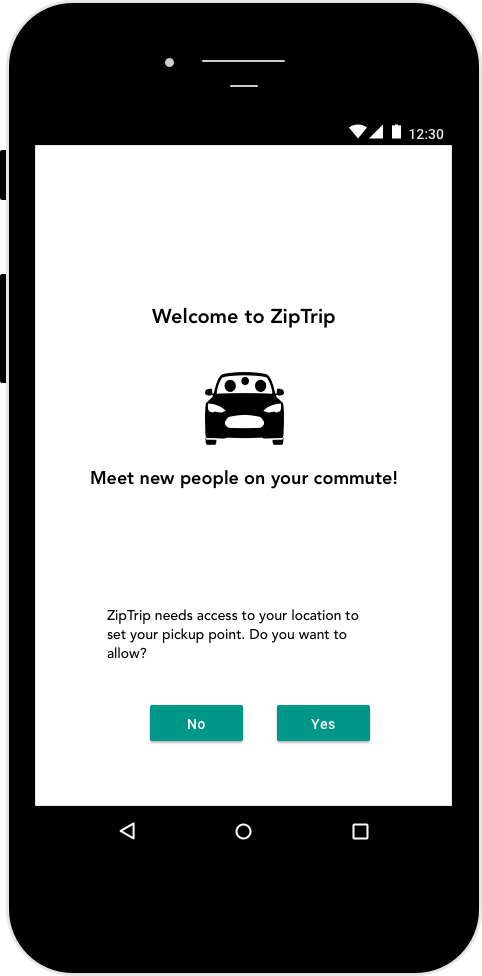 12:30
Welcome to ZipTrip
Meet new people on your commute!
ZipTrip needs access to your location to
set your pickup point. Do you want to
allow?
No Yes